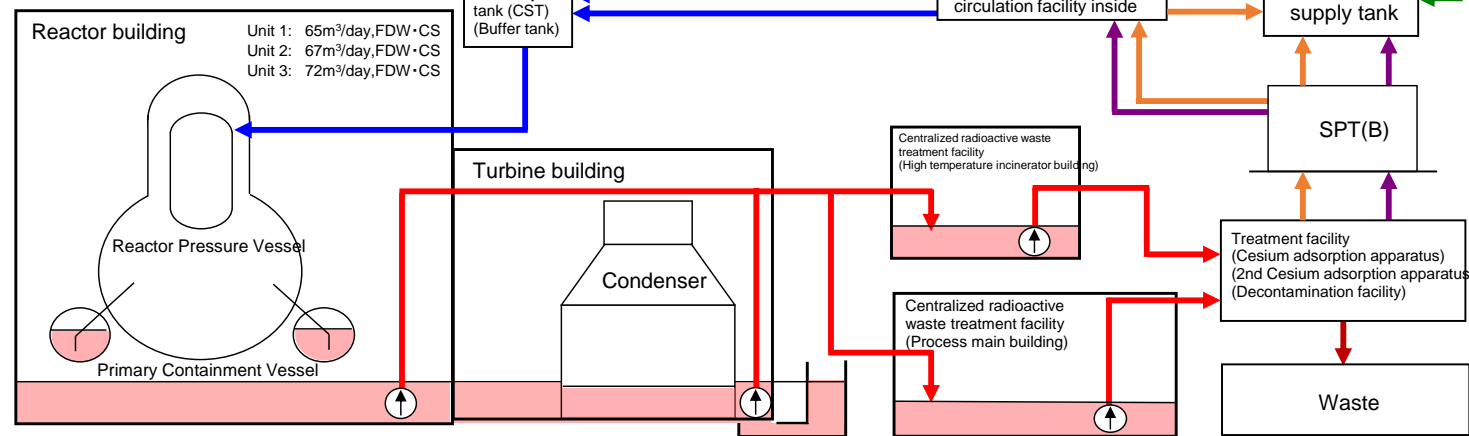 tank (CST)
(Buffer tank)
circulation facility inside
supply tank
Reactor building
Unit 1: 65m³/day,FDW・CS
Unit 2: 67m³/day,FDW・CS
Unit 3: 72m³/day,FDW・CS
SPT(B)
Centralized radioactive waste
treatment facility
(High temperature incinerator building)
Turbine building
Reactor Pressure Vessel
Condenser
Treatment facility
(Cesium adsorption apparatus)
(2nd Cesium adsorption apparatus
(Decontamination facility)
Centralized radioactive
waste treatment facility
(Process main building)
Primary Containment Vessel
Waste